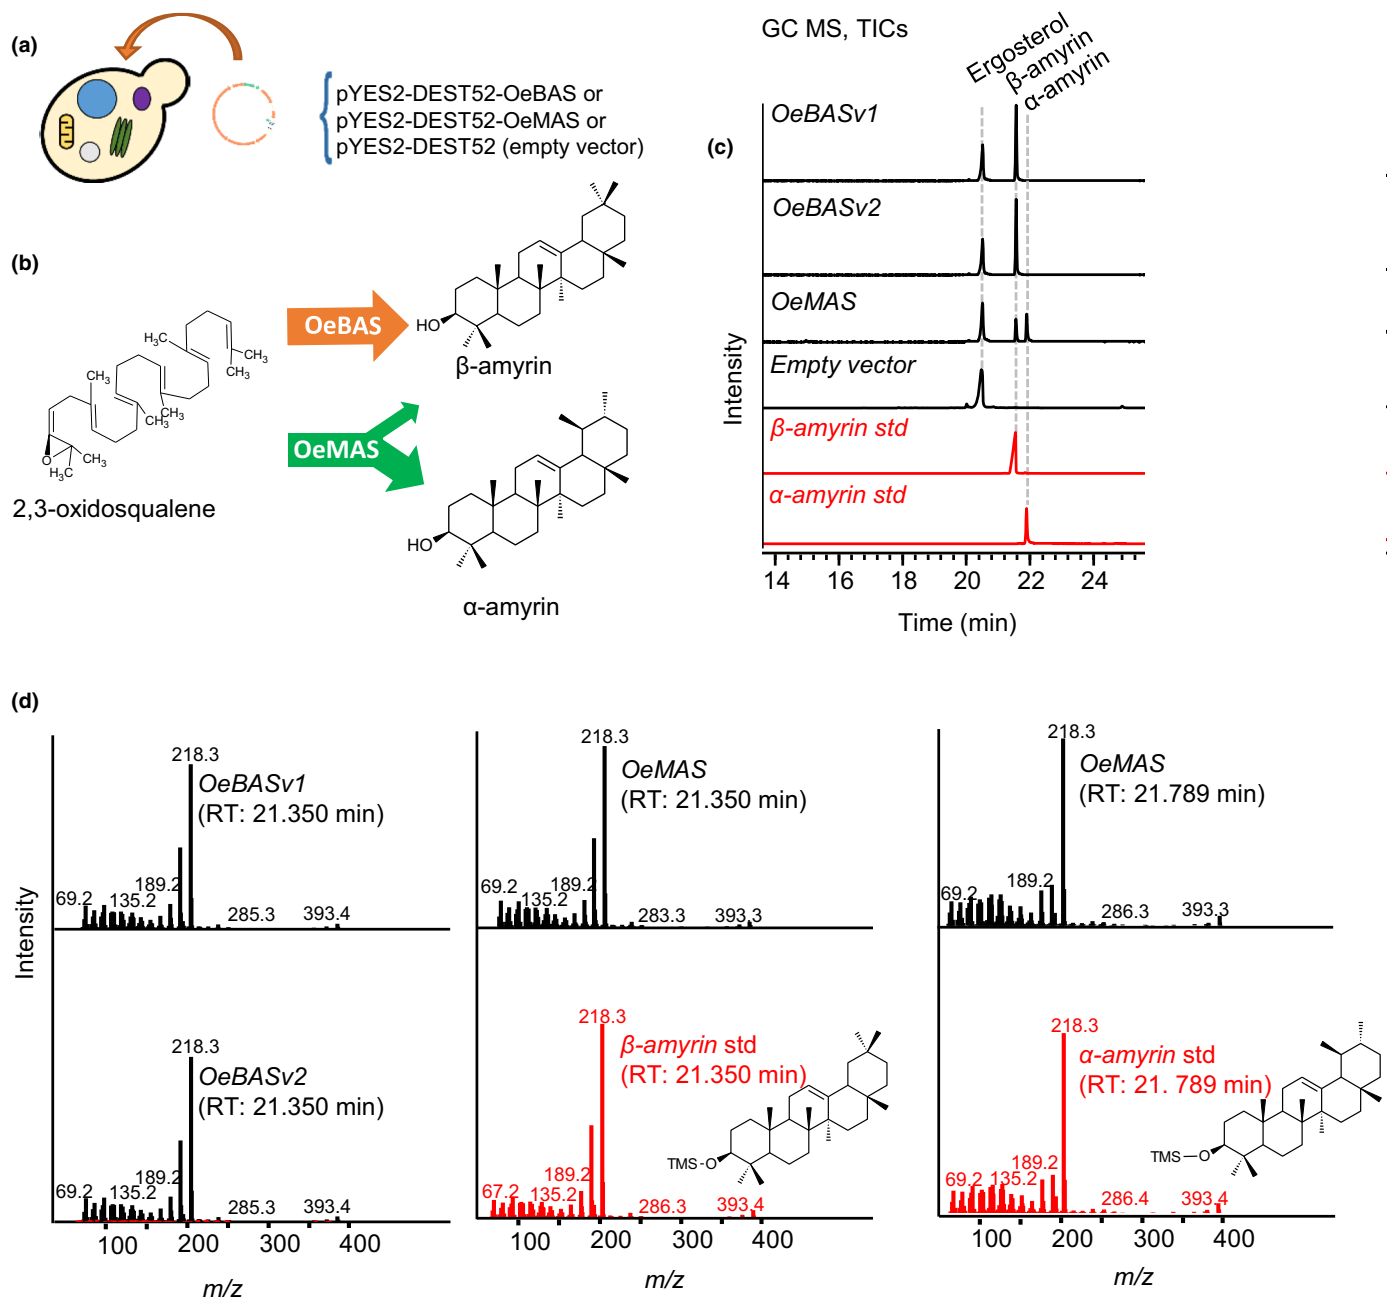 (a)
pYES2-DEST52-OeBAS or
pYES2-DEST52-OeMAS or
pYES2-DEST52 (empty vector)
(b)
H₃C
CH₃
CH₃
CH₃
CH₃
CH₃
O
CH₃
H₃C
2,3-oxidosqualene
OeBAS
OeMAS
HO
β-amyrin
HO
α-amyrin
GC MS, TICs
(c)
Ergosterol
β-amyrin
α-amyrin
OeBASv1
OeBASv2
OeMAS
Empty vector
β-amyrin std
α-amyrin std
Intensity
14 16 18 20 22 24
Time (min)
(d)
Intensity
218.3
OeBASv1
(RT: 21.350 min)
69.2 135.2 189.2 285.3 393.4
218.3
OeBASv2
(RT: 21.350 min)
69.2 135.2 189.2 285.3 393.4
100 200 300 400
m/z
218.3
OeMAS
(RT: 21.350 min)
69.2 135.2 189.2 283.3 393.3
218.3
β-amyrin std
(RT: 21.350 min)
TMS-O
67.2 135.2 189.2 286.3 393.4
100 200 300 400
m/z
218.3
OeMAS
(RT: 21.789 min)
69.2 189.2 286.3 393.3
218.3
α-amyrin std
(RT: 21. 789 min)
TMS-O
69.2 135.2 189.2 286.4 393.4
100 200 300 400
m/z